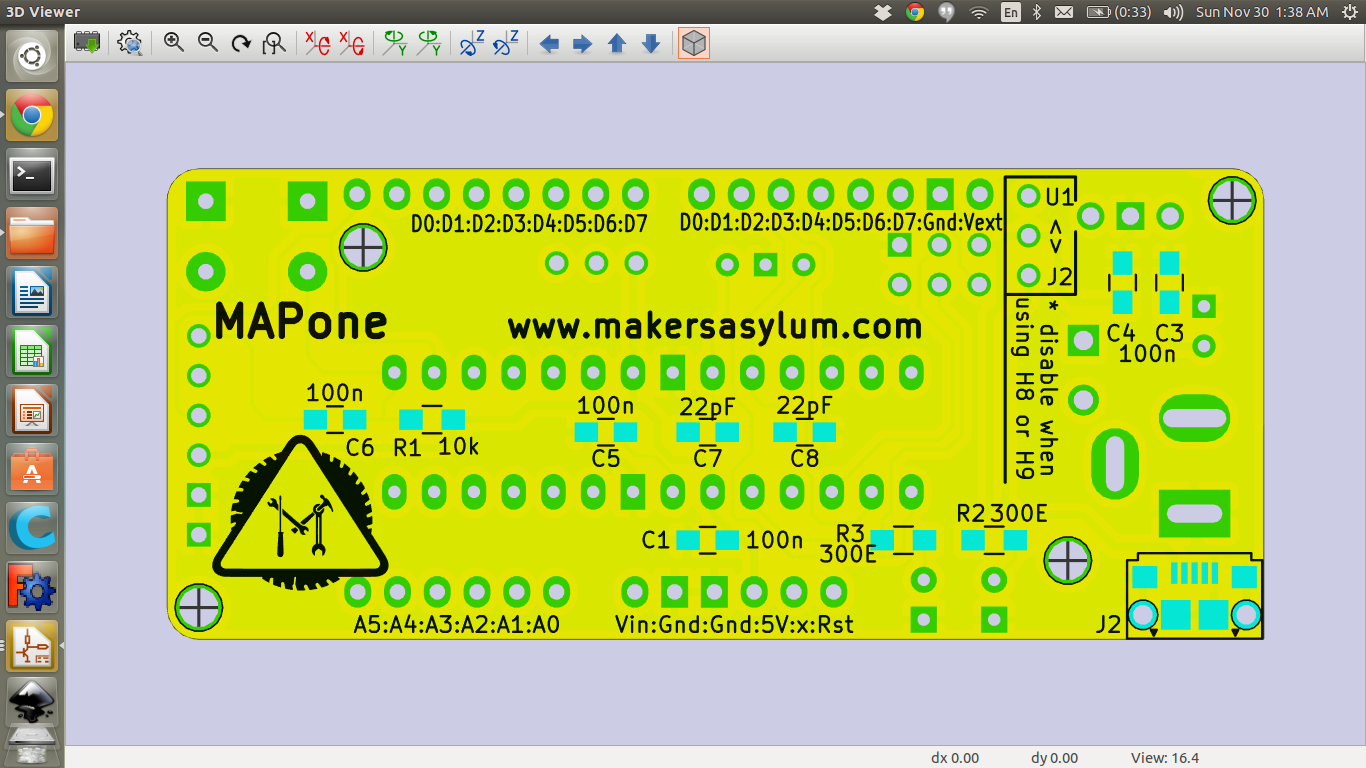 3D Viewer
En
(0:33)
Sun Nov 30 1:38 AM
X
X
Y
Y
Z
Z
D0:D1:D2:D3:D4:D5:D6:D7
D0:D1:D2:D3:D4:D5:D6:D7:Gnd:Vext
U1
<>
J2
* disable when
using H8 or H9
MAPone
www.makersasylum.com
C4
C3
100n
100n
C6
R1
10k
100n
C5
22pF
C7
22pF
C8
C1
100n
R3
300E
R2
300E
A5:A4:A3:A2:A1:A0
Vin:Gnd:Gnd:5V:x:Rst
J2
dx 0.00
dy 0.00
View: 16.4